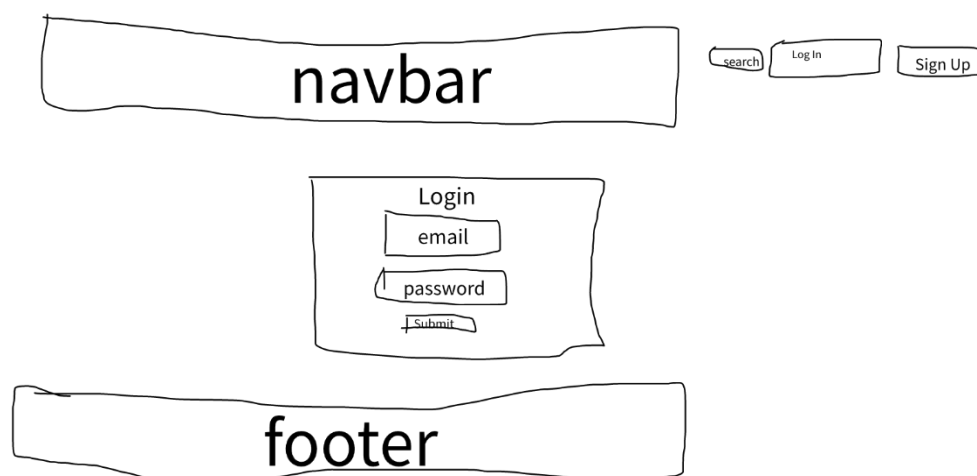 navbar
search
Log In
Sign Up
Login
email
password
Submit
footer